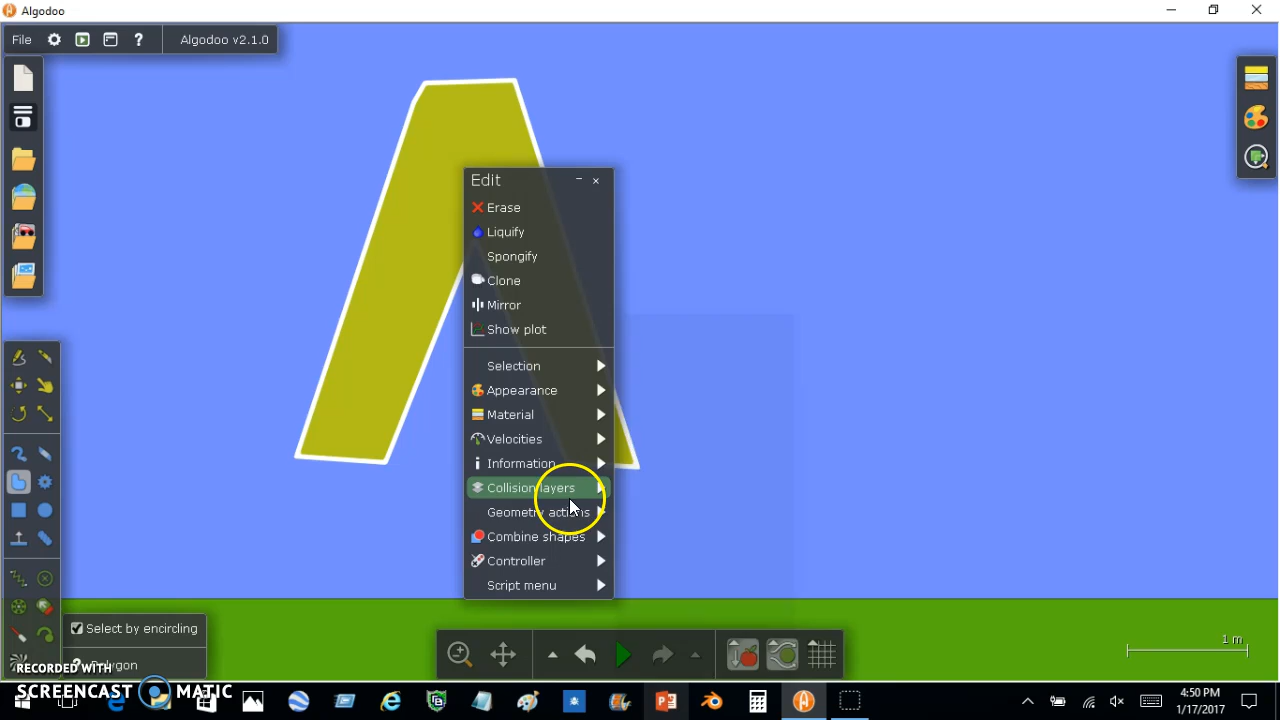 Algodoo
File
?
Algodoo v2.1.0
Edit
Erase
Liquify
Spongify
Clone
Mirror
Show plot
Selection
Appearance
Material
Velocities
Information
Collision layers
Geometry actions
Combine shapes
Controller
Script menu
Select by encircling
? Polygon
1 m
RECORDED WITH
SCREENCAST MATIC
4:50 PM
1/17/2017